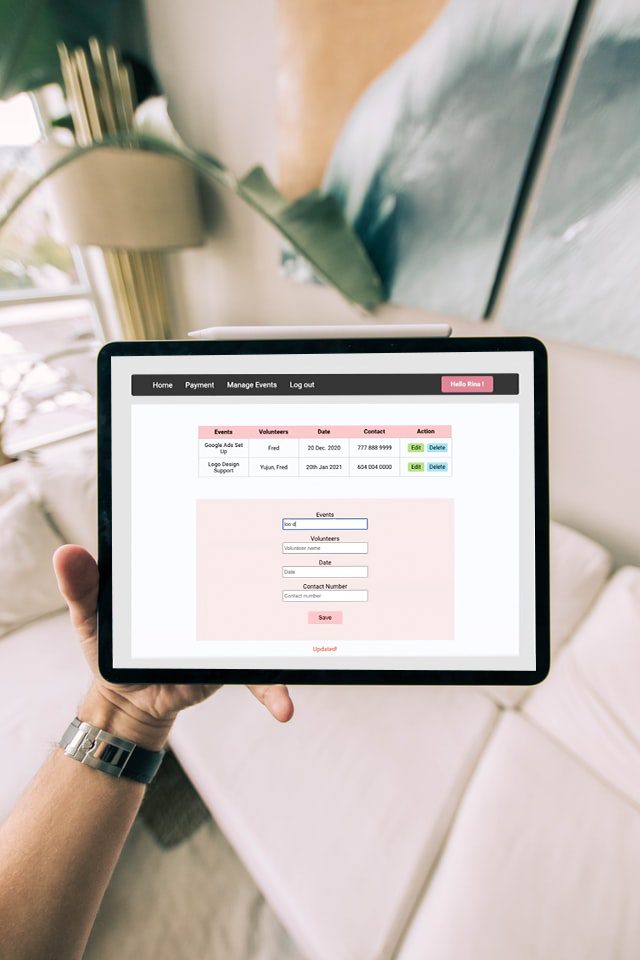 Home Payment Manage Events Log out Hello Rina !
Events Volunteers Date Contact Action
Google Ads Set Up Fred 20 Dec. 2020 777 888 9999 Edit Delete
Logo Design Support Yujun, Fred 20th Jan 2021 604 004 0000 Edit Delete
Events
loo d
Volunteers
Volunteer name
Date
Date
Contact Number
Contact number
Save
Updated!